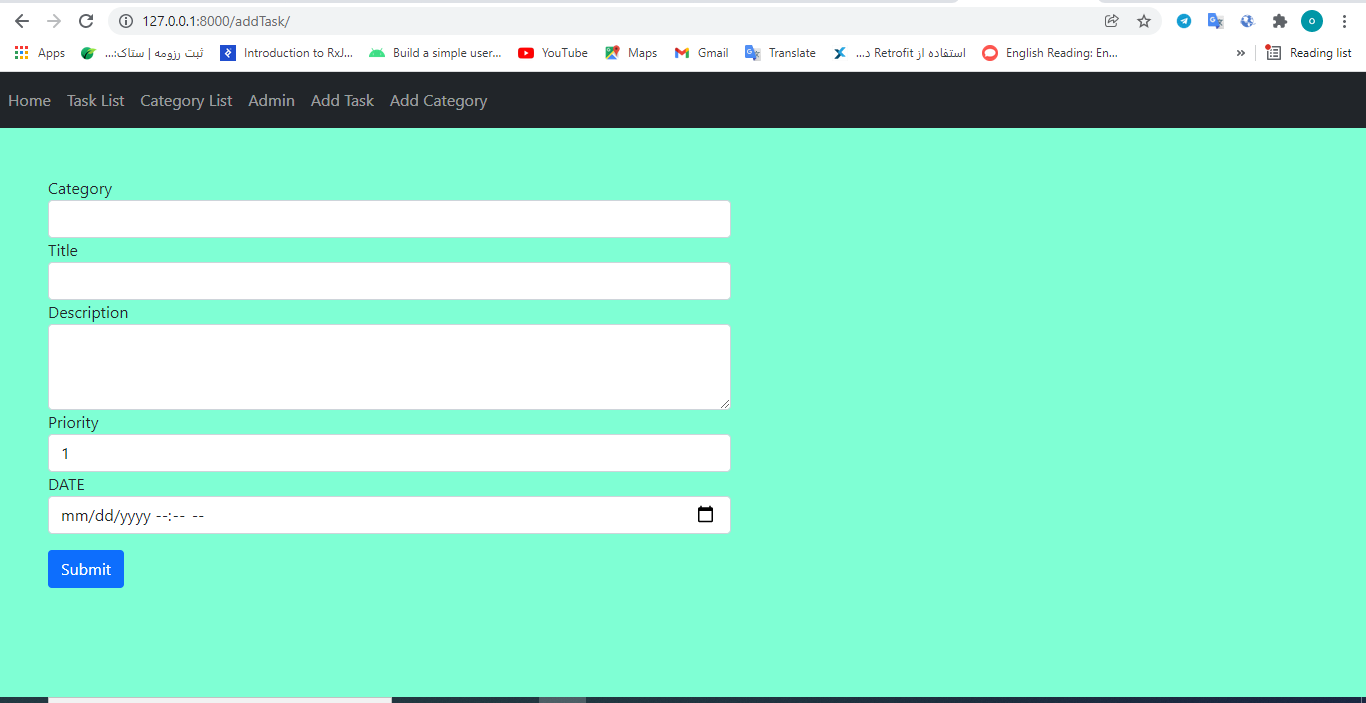 127.0.0.1:8000/addTask/
Apps ثبت رزومه | ستاک:... Introduction to RxJ... Build a simple user... YouTube Maps Gmail Translate استفاده از Retrofit د... English Reading: En... » Reading list
Home Task List Category List Admin Add Task Add Category
Category
Title
Description
Priority
1
DATE
mm/dd/yyyy --:-- --
Submit